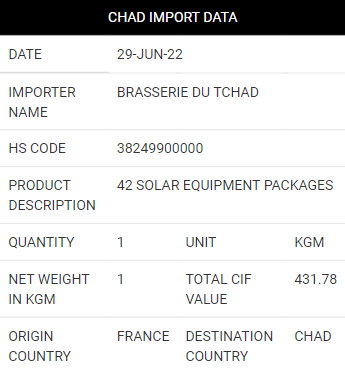 CHAD IMPORT DATA
DATE 29-JUN-22
IMPORTER BRASSERIE DU TCHAD
NAME
HS CODE 38249900000
PRODUCT 42 SOLAR EQUIPMENT PACKAGES
DESCRIPTION
QUANTITY 1 UNIT KGM
NET WEIGHT 1 TOTAL CIF 431.78
IN KGM VALUE
ORIGIN FRANCE DESTINATION CHAD
COUNTRY COUNTRY